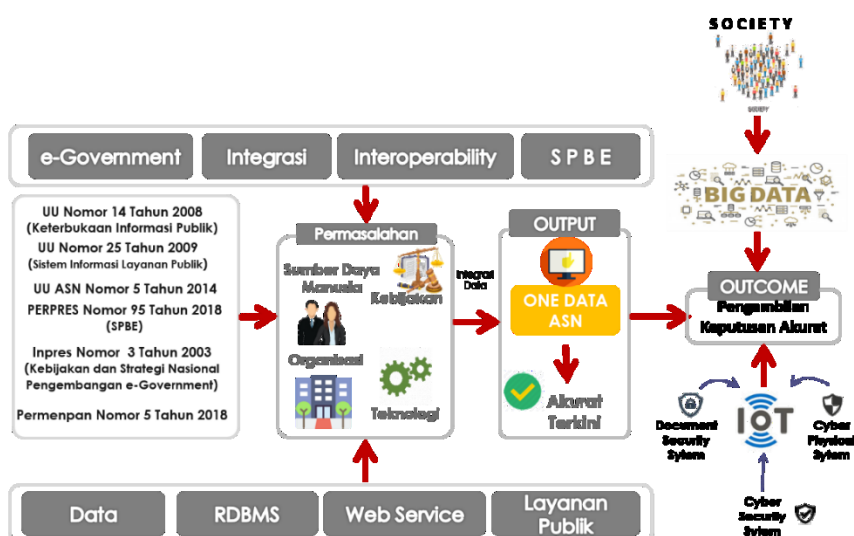 SOCIETY
SOCIETY
e-Government
Integrasi
Interoperability
S P B E
BIG DATA
UU Nomor 14 Tahun 2008
(Keterbukaan Informasi Publik)
UU Nomor 25 Tahun 2009
(Sistem Informasi Layanan Publik)
UU ASN Nomor 5 Tahun 2014
PERPRES Nomor 95 Tahun 2018
(SPBE)
Inpres Nomor 3 Tahun 2003
(Kebijakan dan Strategi Nasional
Pengembangan e-Government)
Permenpan Nomor 5 Tahun 2018
Permasalahan
Sumber Daya
Manusia
Kebijakan
Organisasi
Teknologi
Integrasi
Data
OUTPUT
ONE DATA
ASN
Akurat
Terkini
OUTCOME
Pengambilan
Keputusan Akurat
IOT
Document
Security
Sytem
Cyber
Physical
Sytem
Cyber
Security
Sytem
Data
RDBMS
Web Service
Layanan
Publik